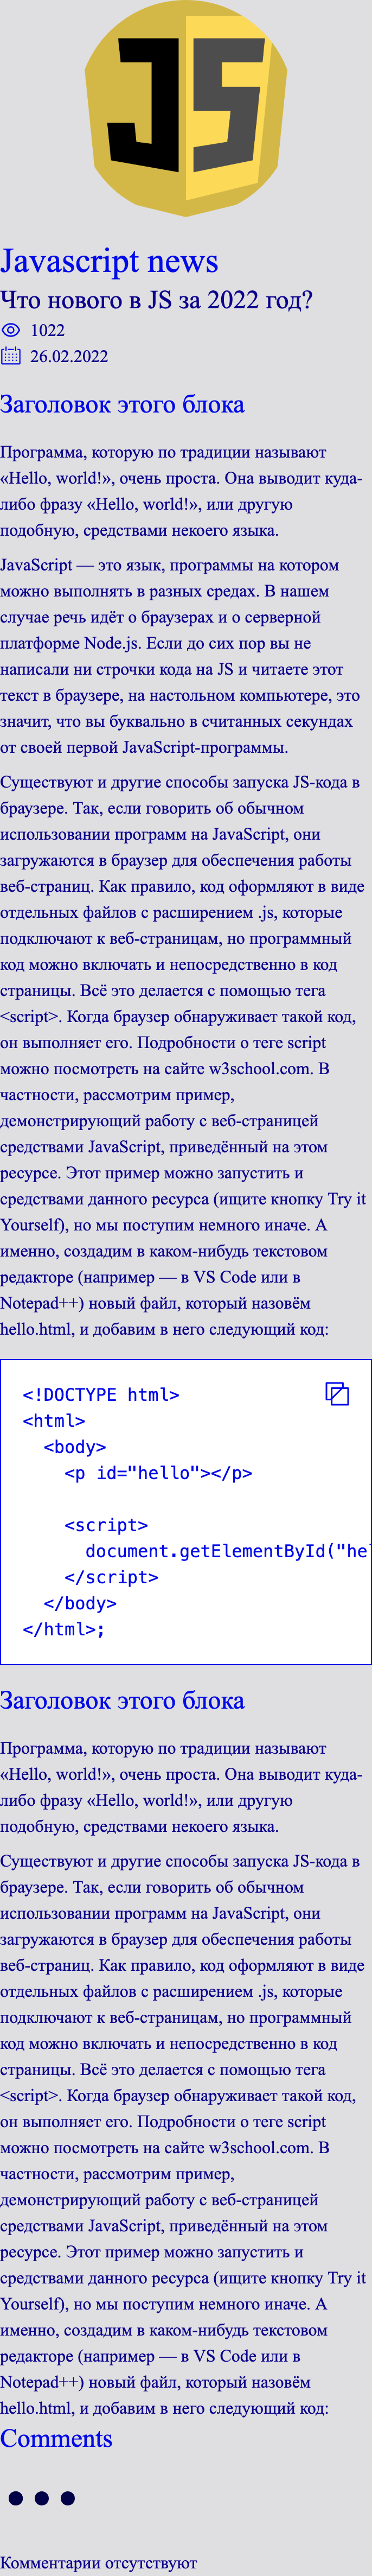 JS
Javascript news
Что нового в JS за 2022 год?
1022
26.02.2022
Заголовок этого блока
Программа, которую по традиции называют
«Hello, world!», очень проста. Она выводит куда-
либо фразу «Hello, world!», или другую
подобную, средствами некоего языка.
JavaScript — это язык, программы на котором
можно выполнять в разных средах. В нашем
случае речь идёт о браузерах и о серверной
платформе Node.js. Если до сих пор вы не
написали ни строчки кода на JS и читаете этот
текст в браузере, на настольном компьютере, это
значит, что вы буквально в считанных секундах
от своей первой JavaScript-программы.
Существуют и другие способы запуска JS-кода в
браузере. Так, если говорить об обычном
использовании программ на JavaScript, они
загружаются в браузер для обеспечения работы
веб-страниц. Как правило, код оформляют в виде
отдельных файлов с расширением .js, которые
подключают к веб-страницам, но программный
код можно включать и непосредственно в код
страницы. Всё это делается с помощью тега
<script>. Когда браузер обнаруживает такой код,
он выполняет его. Подробности о теге script
можно посмотреть на сайте w3school.com. В
частности, рассмотрим пример,
демонстрирующий работу с веб-страницей
средствами JavaScript, приведённый на этом
ресурсе. Этот пример можно запустить и
средствами данного ресурса (ищите кнопку Try it
Yourself), но мы поступим немного иначе. А
именно, создадим в каком-нибудь текстовом
редакторе (например — в VS Code или в
Notepad++) новый файл, который назовём
hello.html, и добавим в него следующий код:
<!DOCTYPE html>
<html>
<body>
<p id="hello"></p>
<script>
document.getElementById("hel
</script>
</body>
</html>;
Заголовок этого блока
Программа, которую по традиции называют
«Hello, world!», очень проста. Она выводит куда-
либо фразу «Hello, world!», или другую
подобную, средствами некоего языка.
Существуют и другие способы запуска JS-кода в
браузере. Так, если говорить об обычном
использовании программ на JavaScript, они
загружаются в браузер для обеспечения работы
веб-страниц. Как правило, код оформляют в виде
отдельных файлов с расширением .js, которые
подключают к веб-страницам, но программный
код можно включать и непосредственно в код
страницы. Всё это делается с помощью тега
<script>. Когда браузер обнаруживает такой код,
он выполняет его. Подробности о теге script
можно посмотреть на сайте w3school.com. В
частности, рассмотрим пример,
демонстрирующий работу с веб-страницей
средствами JavaScript, приведённый на этом
ресурсе. Этот пример можно запустить и
средствами данного ресурса (ищите кнопку Try it
Yourself), но мы поступим немного иначе. А
именно, создадим в каком-нибудь текстовом
редакторе (например — в VS Code или в
Notepad++) новый файл, который назовём
hello.html, и добавим в него следующий код:
Comments
Комментарии отсутствуют